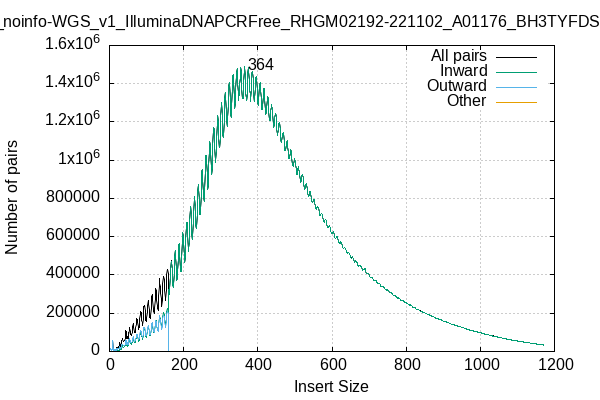 _noinfo-WGS_v1_IlluminaDNAPCRFree_RHGM02192-221102_A01176_BH3TYFDS
1.6x10^6
1.4x10^6
1.2x10^6
1x10^6
800000
600000
400000
200000
0
Number of pairs
364
All pairs
Inward
Outward
Other
0 200 400 600 800 1000 1200
Insert Size